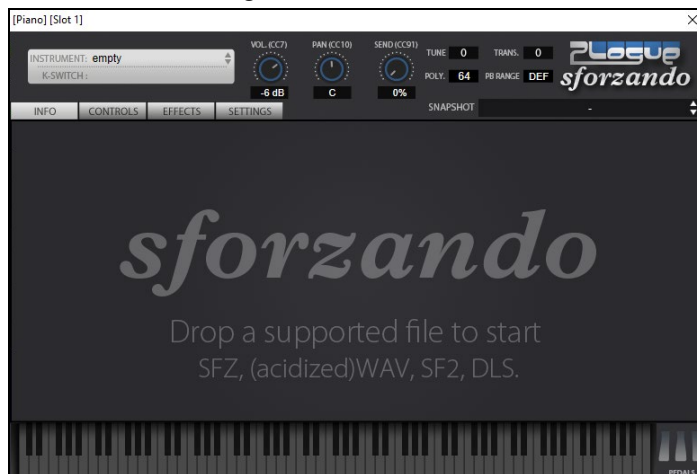 [Piano] [Slot 1]
INSTRUMENT: empty
K-SWITCH :
VOL. (CC7)
-6 dB
PAN (CC10)
C
SEND (CC91)
0%
TUNE 0 TRANS. 0
POLY. 64 PB RANGE DEF
Plogue
sforzando
INFO CONTROLS EFFECTS SETTINGS
SNAPSHOT -
sforzando
Drop a supported file to start
SFZ, (acidized)WAV, SF2, DLS.
PEDALS